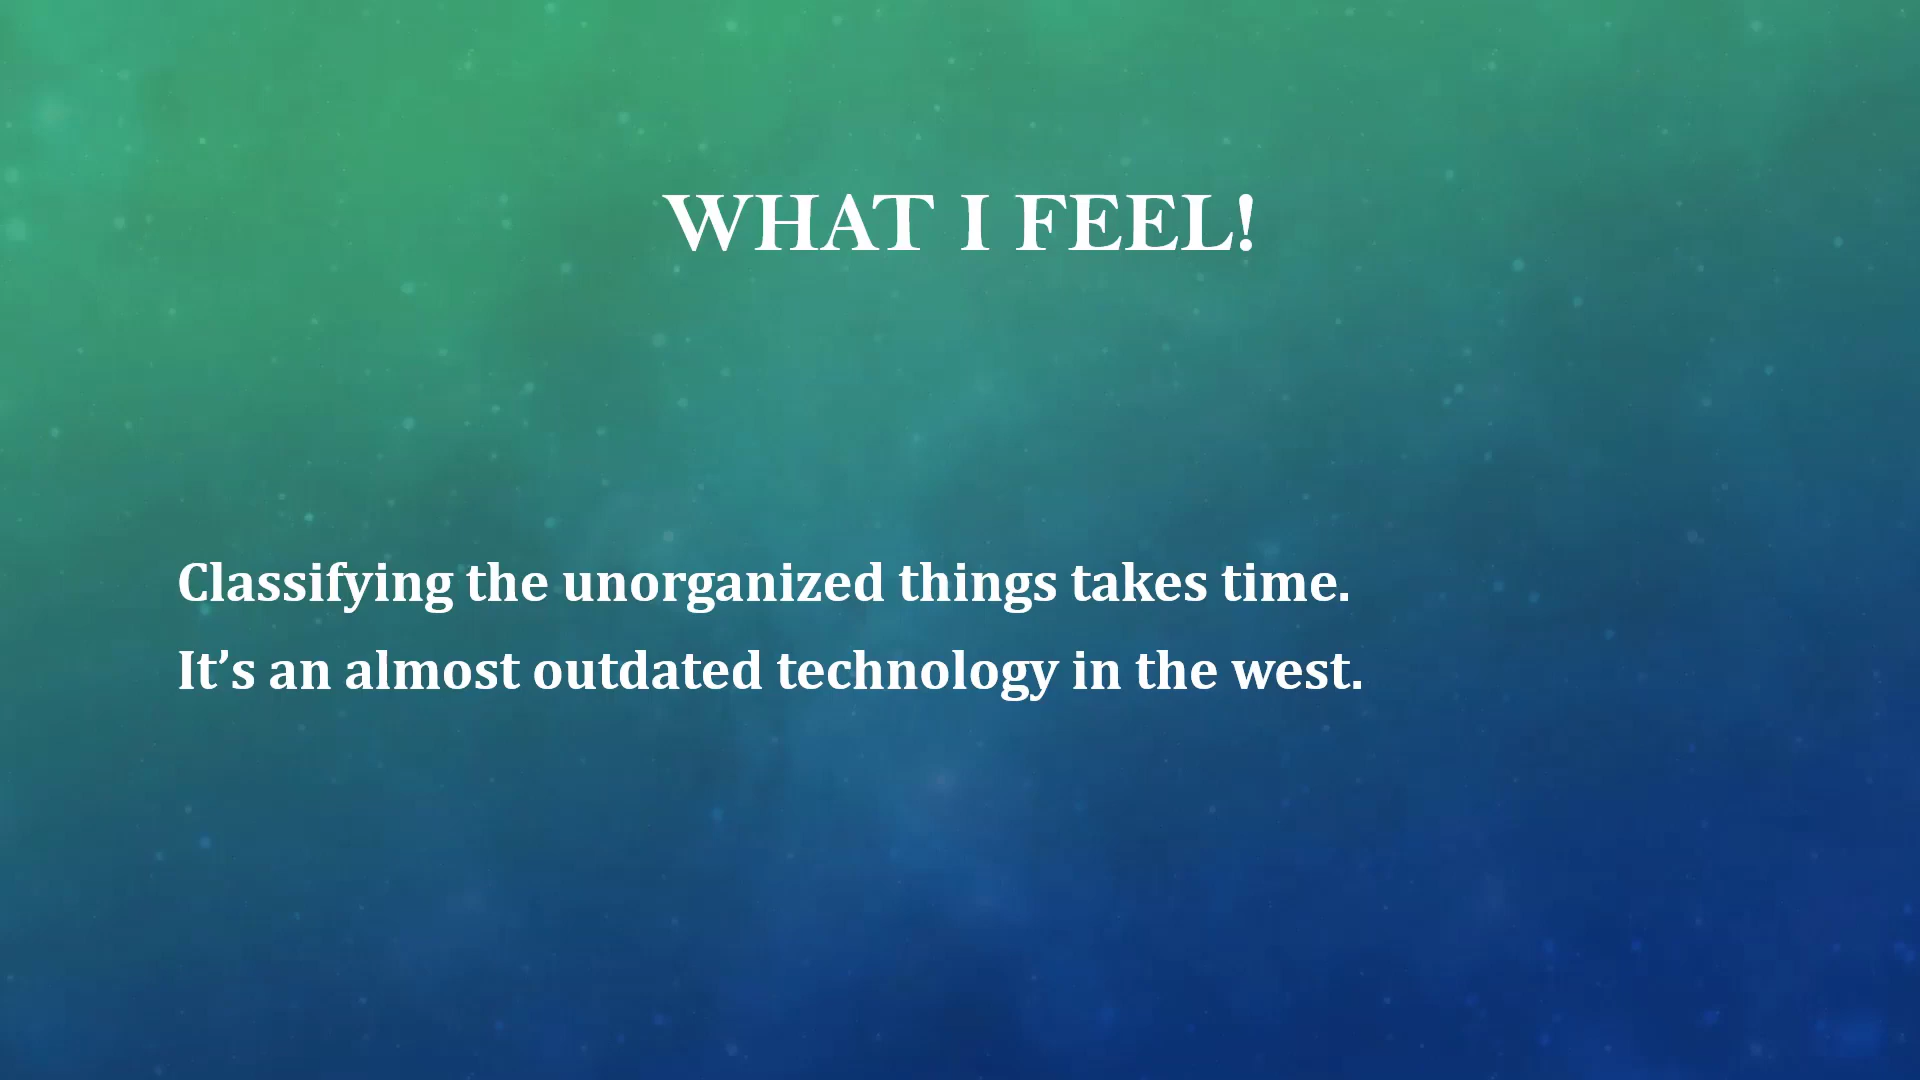 WHAT I FEEL!
Classifying the unorganized things takes time.
It’s an almost outdated technology in the west.